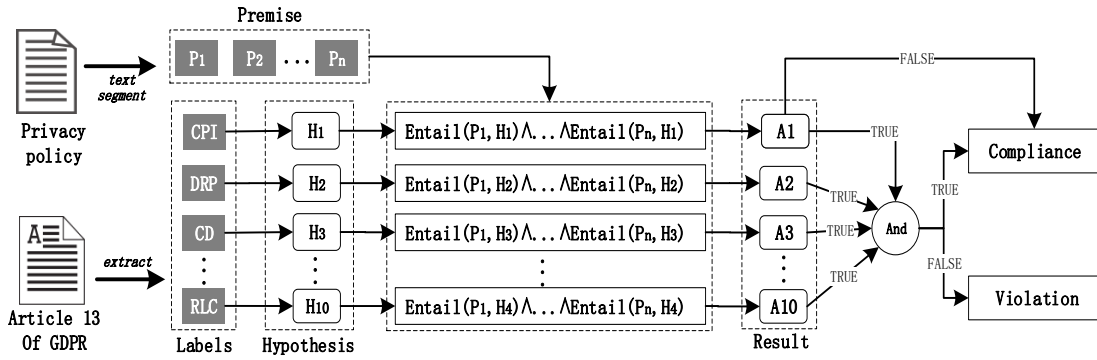 Premise
P1 P2 ... Pn
text
segment
Privacy
policy
FALSE
CPI H1 Entail(P1,H1)∧...∧Entail(Pn,H1) A1
TRUE
Compliance
DRP H2 Entail(P1,H2)∧...∧Entail(Pn,H2) A2
TRUE
TRUE
CD H3 Entail(P1,H3)∧...∧Entail(Pn,H3) A3
TRUE
And
FALSE
extract
TRUE
RLC H10 Entail(P1,H4)∧...∧Entail(Pn,H4) A10
Violation
A
Article 13
Of GDPR
Labels Hypothesis Result